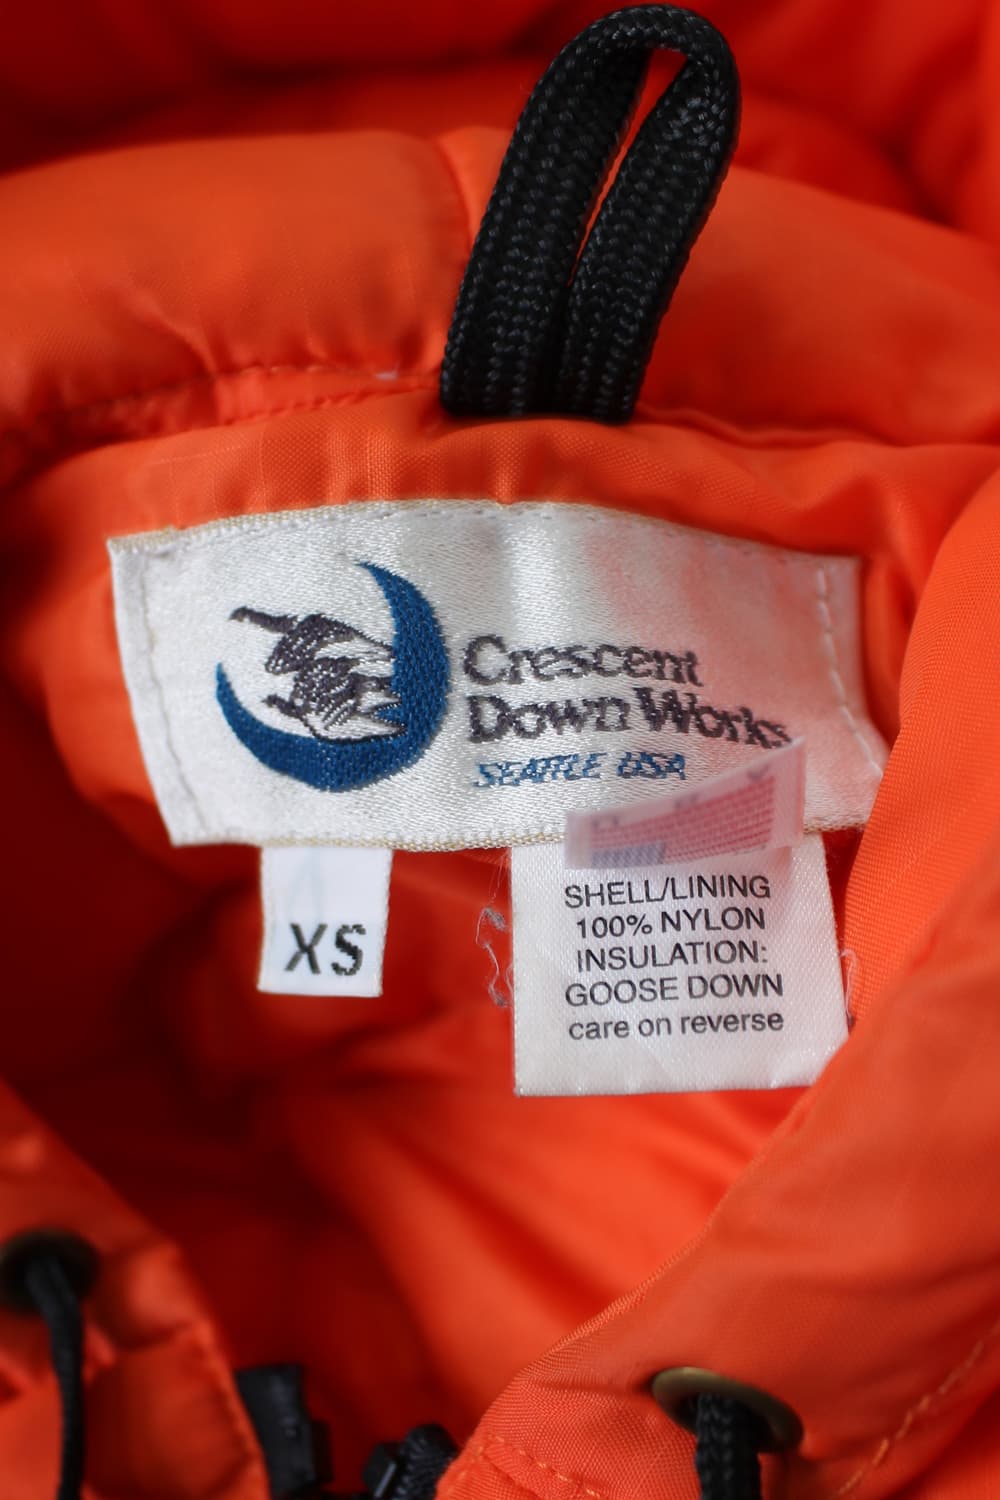 Crescent
Down Works
SEATTLE USA
XS
SHELL/LINING
100% NYLON
INSULATION:
GOOSE DOWN
care on reverse